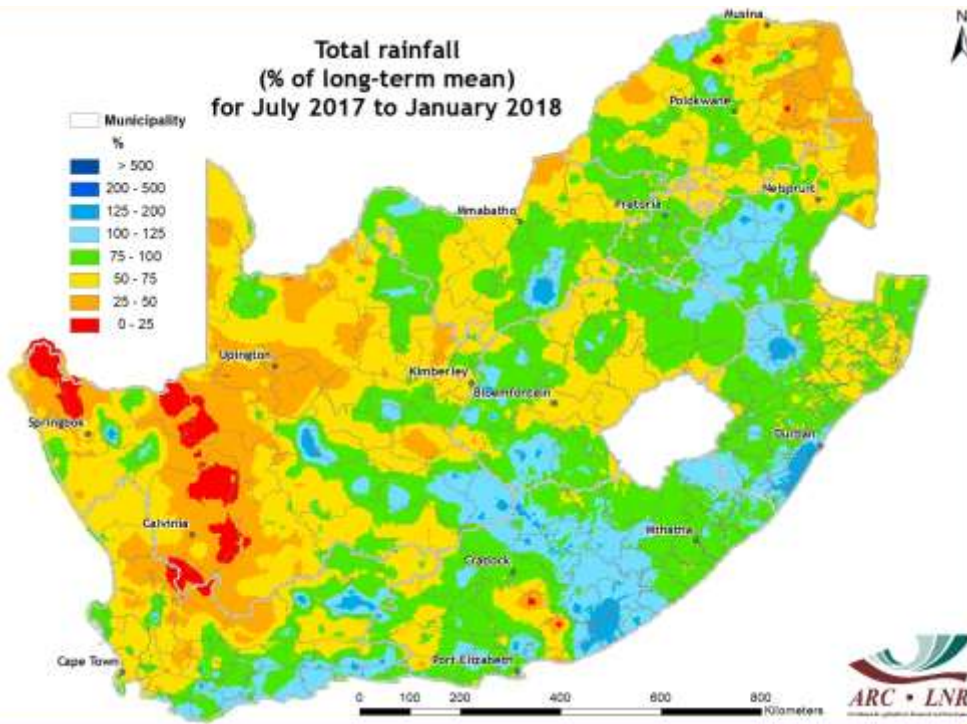 Total rainfall
(% of long-term mean)
for July 2017 to January 2018
N
Municipality
%
> 500
200 - 500
125 - 200
100 - 125
75 - 100
50 - 75
25 - 50
0 - 25
Musina
Polokwane
Nelspruit
Pretoria
Mmabatho
Upington
Kimberley
Bloemfontein
Springbok
Durban
Calvinia
Mthatha
Cradock
Cape Town
Port Elizabeth
0 100 200 400 600 800
Kilometers
ARC • LNR